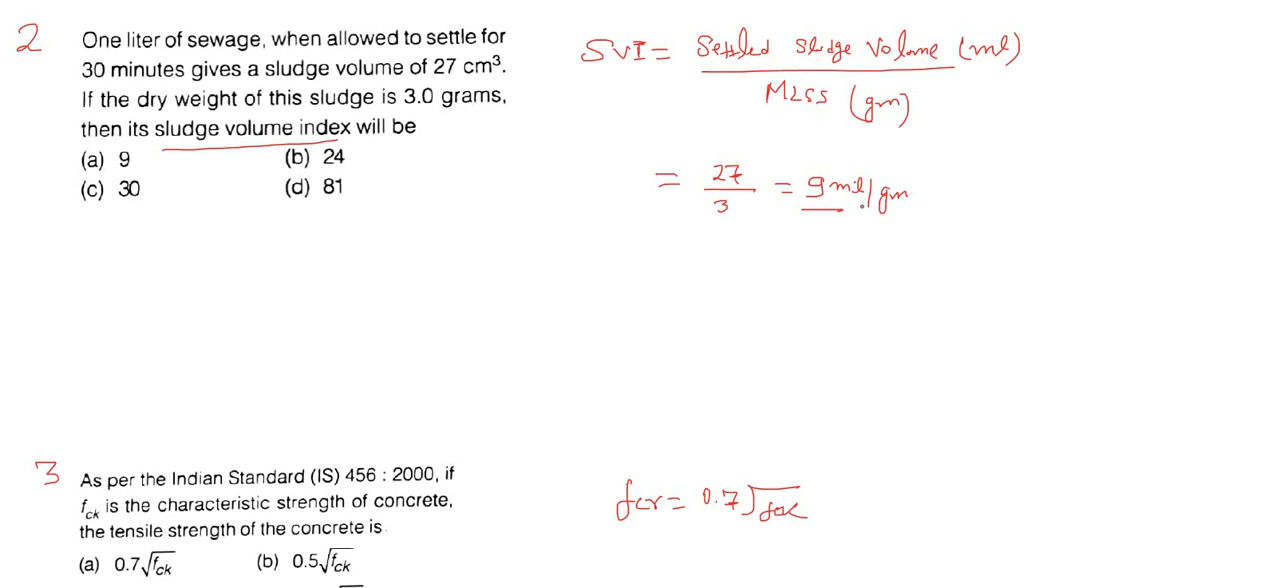 2
One liter of sewage, when allowed to settle for
30 minutes gives a sludge volume of 27 cm³.
If the dry weight of this sludge is 3.0 grams,
then its sludge volume index will be
(a) 9 (b) 24
(c) 30 (d) 81
SVI = Settled Sludge Volume (ml)
MLSS (gm)
= 27/3 = 9 ml/gm
3
As per the Indian Standard (IS) 456 : 2000, if
fck is the characteristic strength of concrete,
the tensile strength of the concrete is
(a) 0.7√fck (b) 0.5√fck
fcr = 0.7√fck